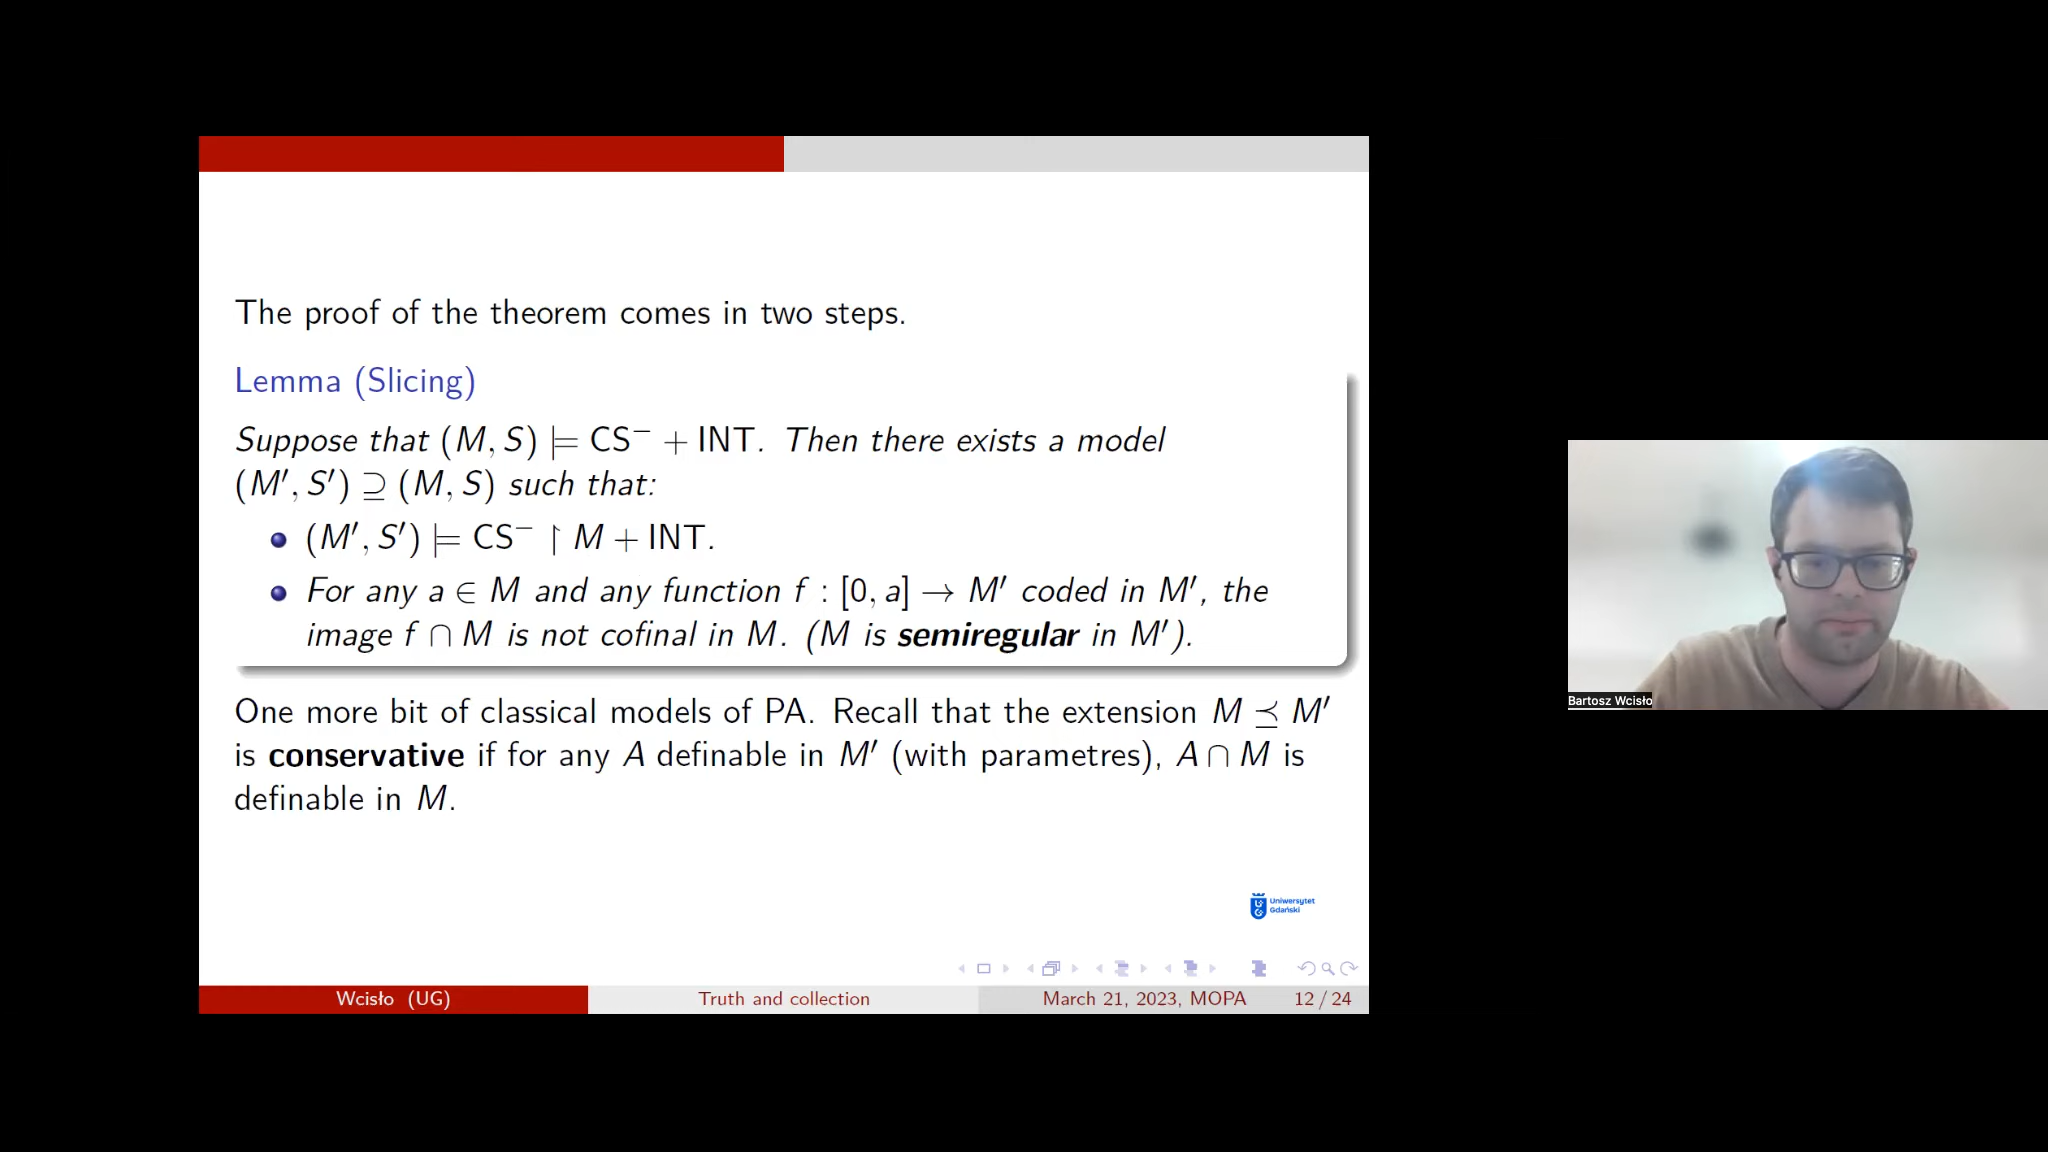 The proof of the theorem comes in two steps.
Lemma (Slicing)
Suppose that (M, S) ⊨ CS⁻ + INT. Then there exists a model
(M′, S′) ⊇ (M, S) such that:
(M′, S′) ⊨ CS⁻ ↾ M + INT.
For any a ∈ M and any function f : [0, a] → M′ coded in M′, the
image f ∩ M is not cofinal in M. (M is semiregular in M′).
One more bit of classical models of PA. Recall that the extension M ⪯ M′
is conservative if for any A definable in M′ (with parametres), A ∩ M is
definable in M.
Uniwersytet
Gdański
Wcisło (UG)
Truth and collection
March 21, 2023, MOPA
12 / 24
Bartosz Wcisło